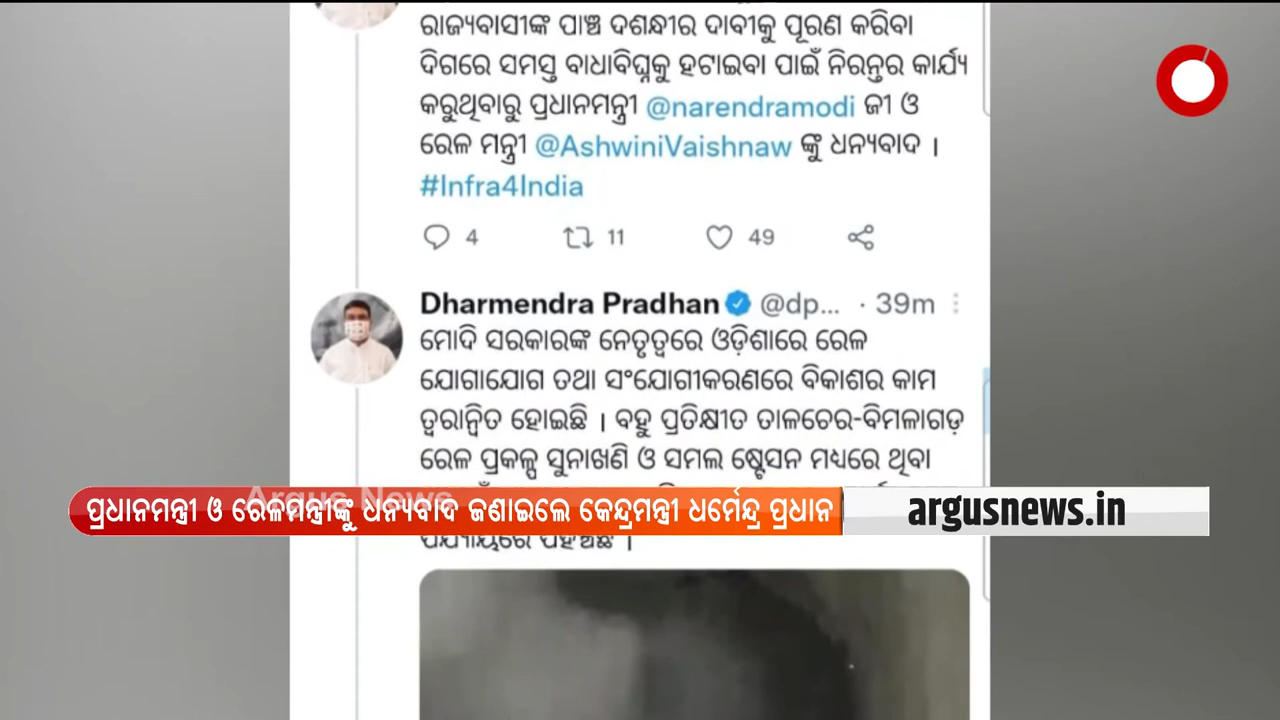 ରାଜ୍ୟବାସୀଙ୍କ ପାଞ୍ଚ ଦଶନ୍ଧୀର ଦାବୀକୁ ପୂରଣ କରିବା
ଦିଗରେ ସମସ୍ତ ବାଧାବିଘ୍ନକୁ ହଟାଇବା ପାଇଁ ନିରନ୍ତର କାର୍ଯ୍ୟ
କରୁଥିବାରୁ ପ୍ରଧାନମନ୍ତ୍ରୀ @narendramodi ଜୀ ଓ
ରେଳ ମନ୍ତ୍ରୀ @AshwiniVaishnaw ଙ୍କୁ ଧନ୍ୟବାଦ ।
#Infra4India
4 11 49
Dharmendra Pradhan @dp... · 39m
ମୋଦି ସରକାରଙ୍କ ନେତୃତ୍ୱରେ ଓଡ଼ିଶାରେ ରେଳ
ଯୋଗାଯୋଗ ତଥା ସଂଯୋଗୀକରଣରେ ବିକାଶର କାମ
ତ୍ୱରାନ୍ୱିତ ହୋଇଛି । ବହୁ ପ୍ରତିକ୍ଷୀତ ତାଳଚେର-ବିମଳାଗଡ଼
ରେଳ ପ୍ରକଳ୍ପ ସୁନାଖଣି ଓ ସମଲ ଷ୍ଟେସନ ମଧ୍ୟରେ ଥିବା
Argus News
ପ୍ରଧାନମନ୍ତ୍ରୀ ଓ ରେଳମନ୍ତ୍ରୀଙ୍କୁ ଧନ୍ୟବାଦ ଜଣାଇଲେ କେନ୍ଦ୍ରମନ୍ତ୍ରୀ ଧର୍ମେନ୍ଦ୍ର ପ୍ରଧାନ argusnews.in